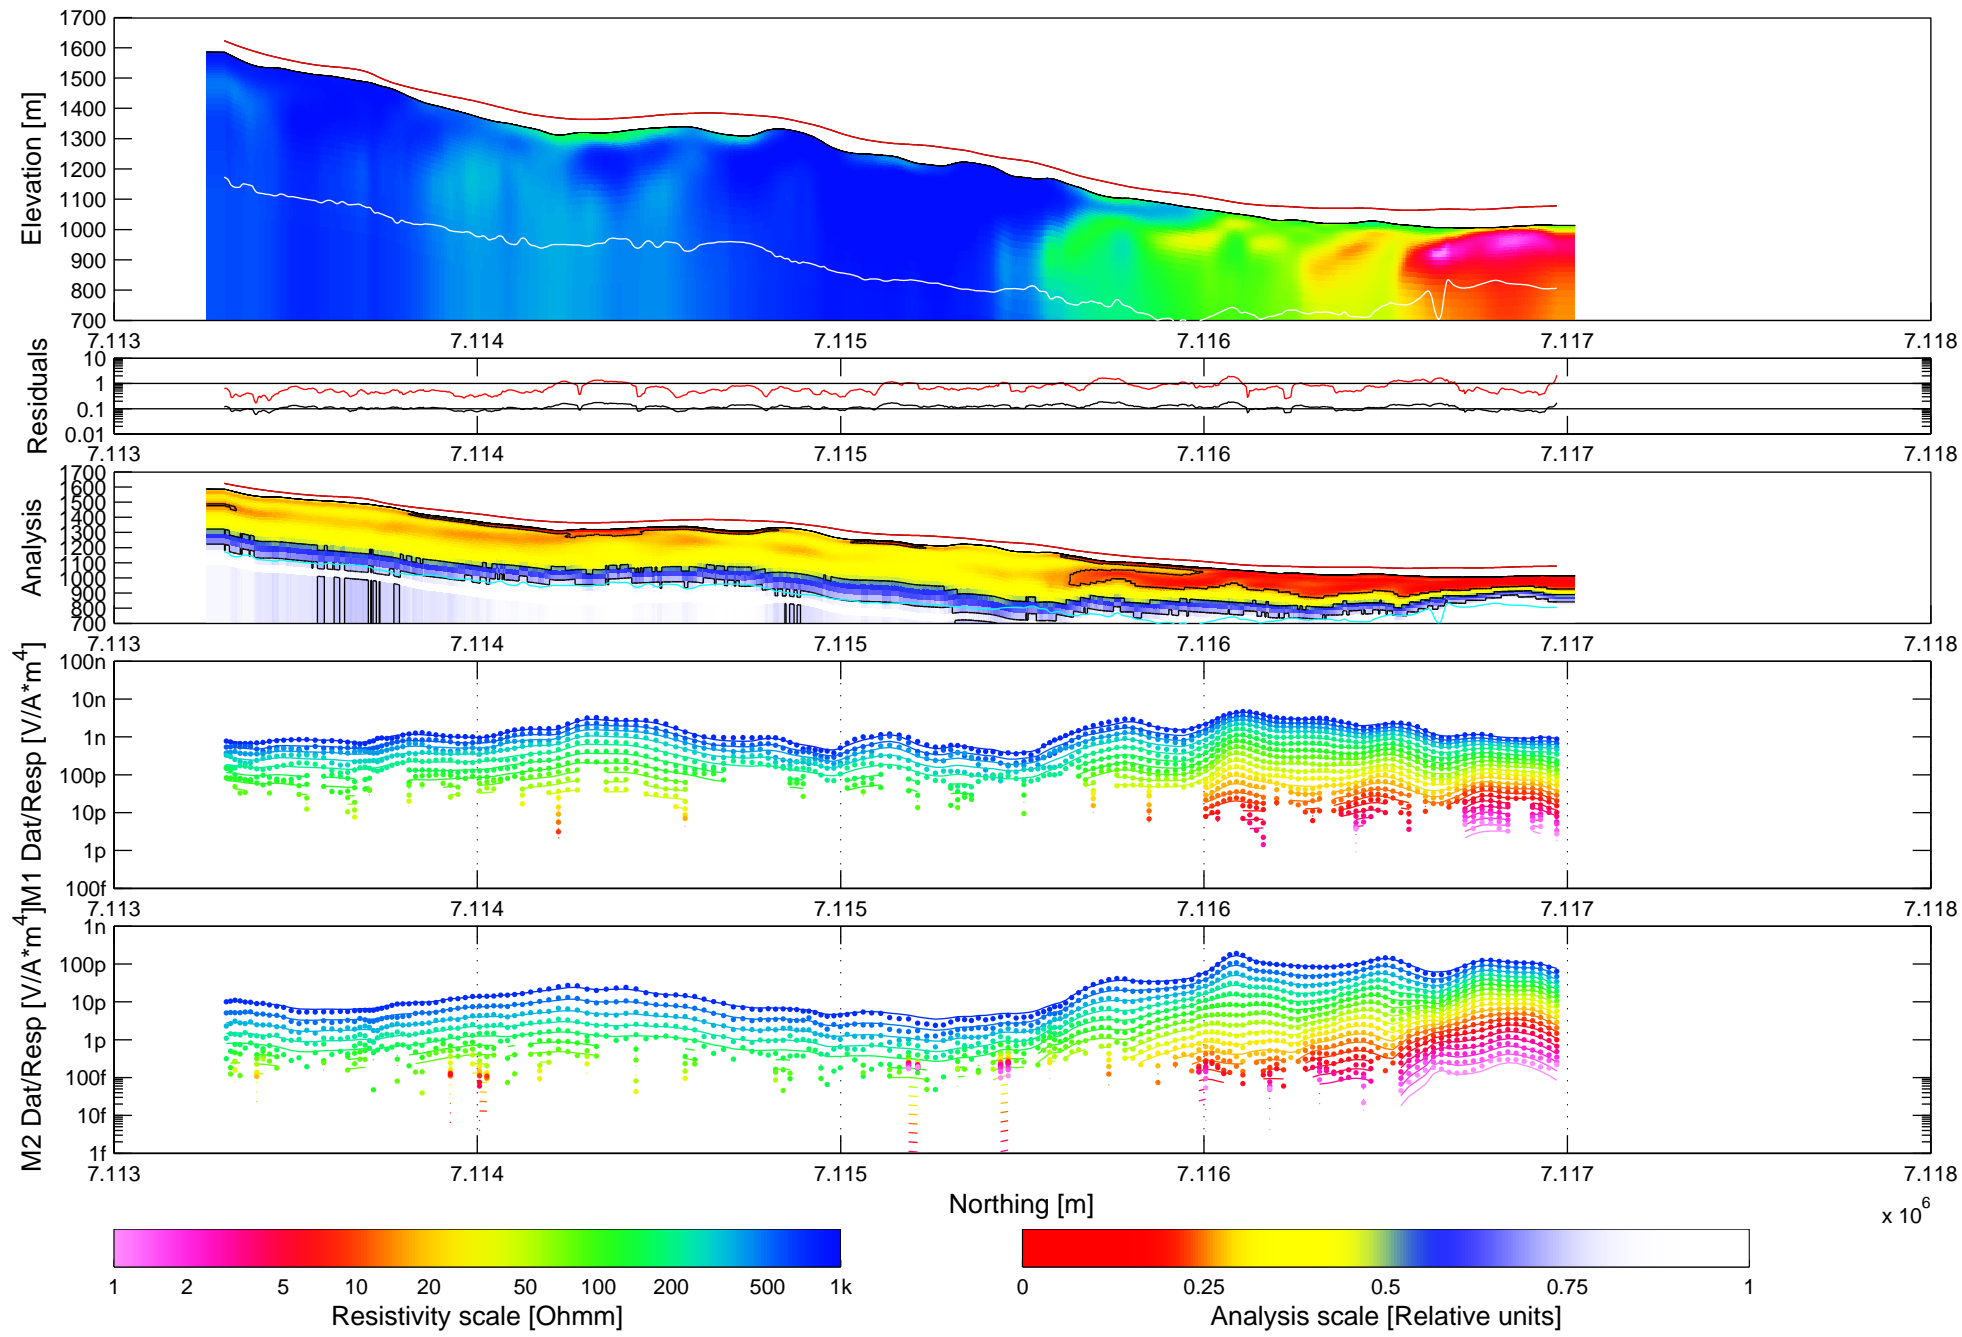 1700
1600
1500
1400
1300
1200
1100
1000
900
800
700
Elevation [m]
7.113 7.114 7.115 7.116 7.117 7.118
10
1
0.1
0.01
Residuals
7.113 7.114 7.115 7.116 7.117 7.118
1700
1600
1500
1400
1300
1200
1100
1000
900
800
700
Analysis
7.113 7.114 7.115 7.116 7.117 7.118
100n
10n
1n
100p
10p
1p
100f
M1 Dat/Resp [V/A*m^4]
7.113 7.114 7.115 7.116 7.117 7.118
1n
100p
10p
1p
100f
10f
1f
M2 Dat/Resp [V/A*m^4]
7.113 7.114 7.115 7.116 7.117 7.118
Northing [m]
x 10^6
1 2 5 10 20 50 100 200 500 1k
Resistivity scale [Ohmm]
0 0.25 0.5 0.75 1
Analysis scale [Relative units]